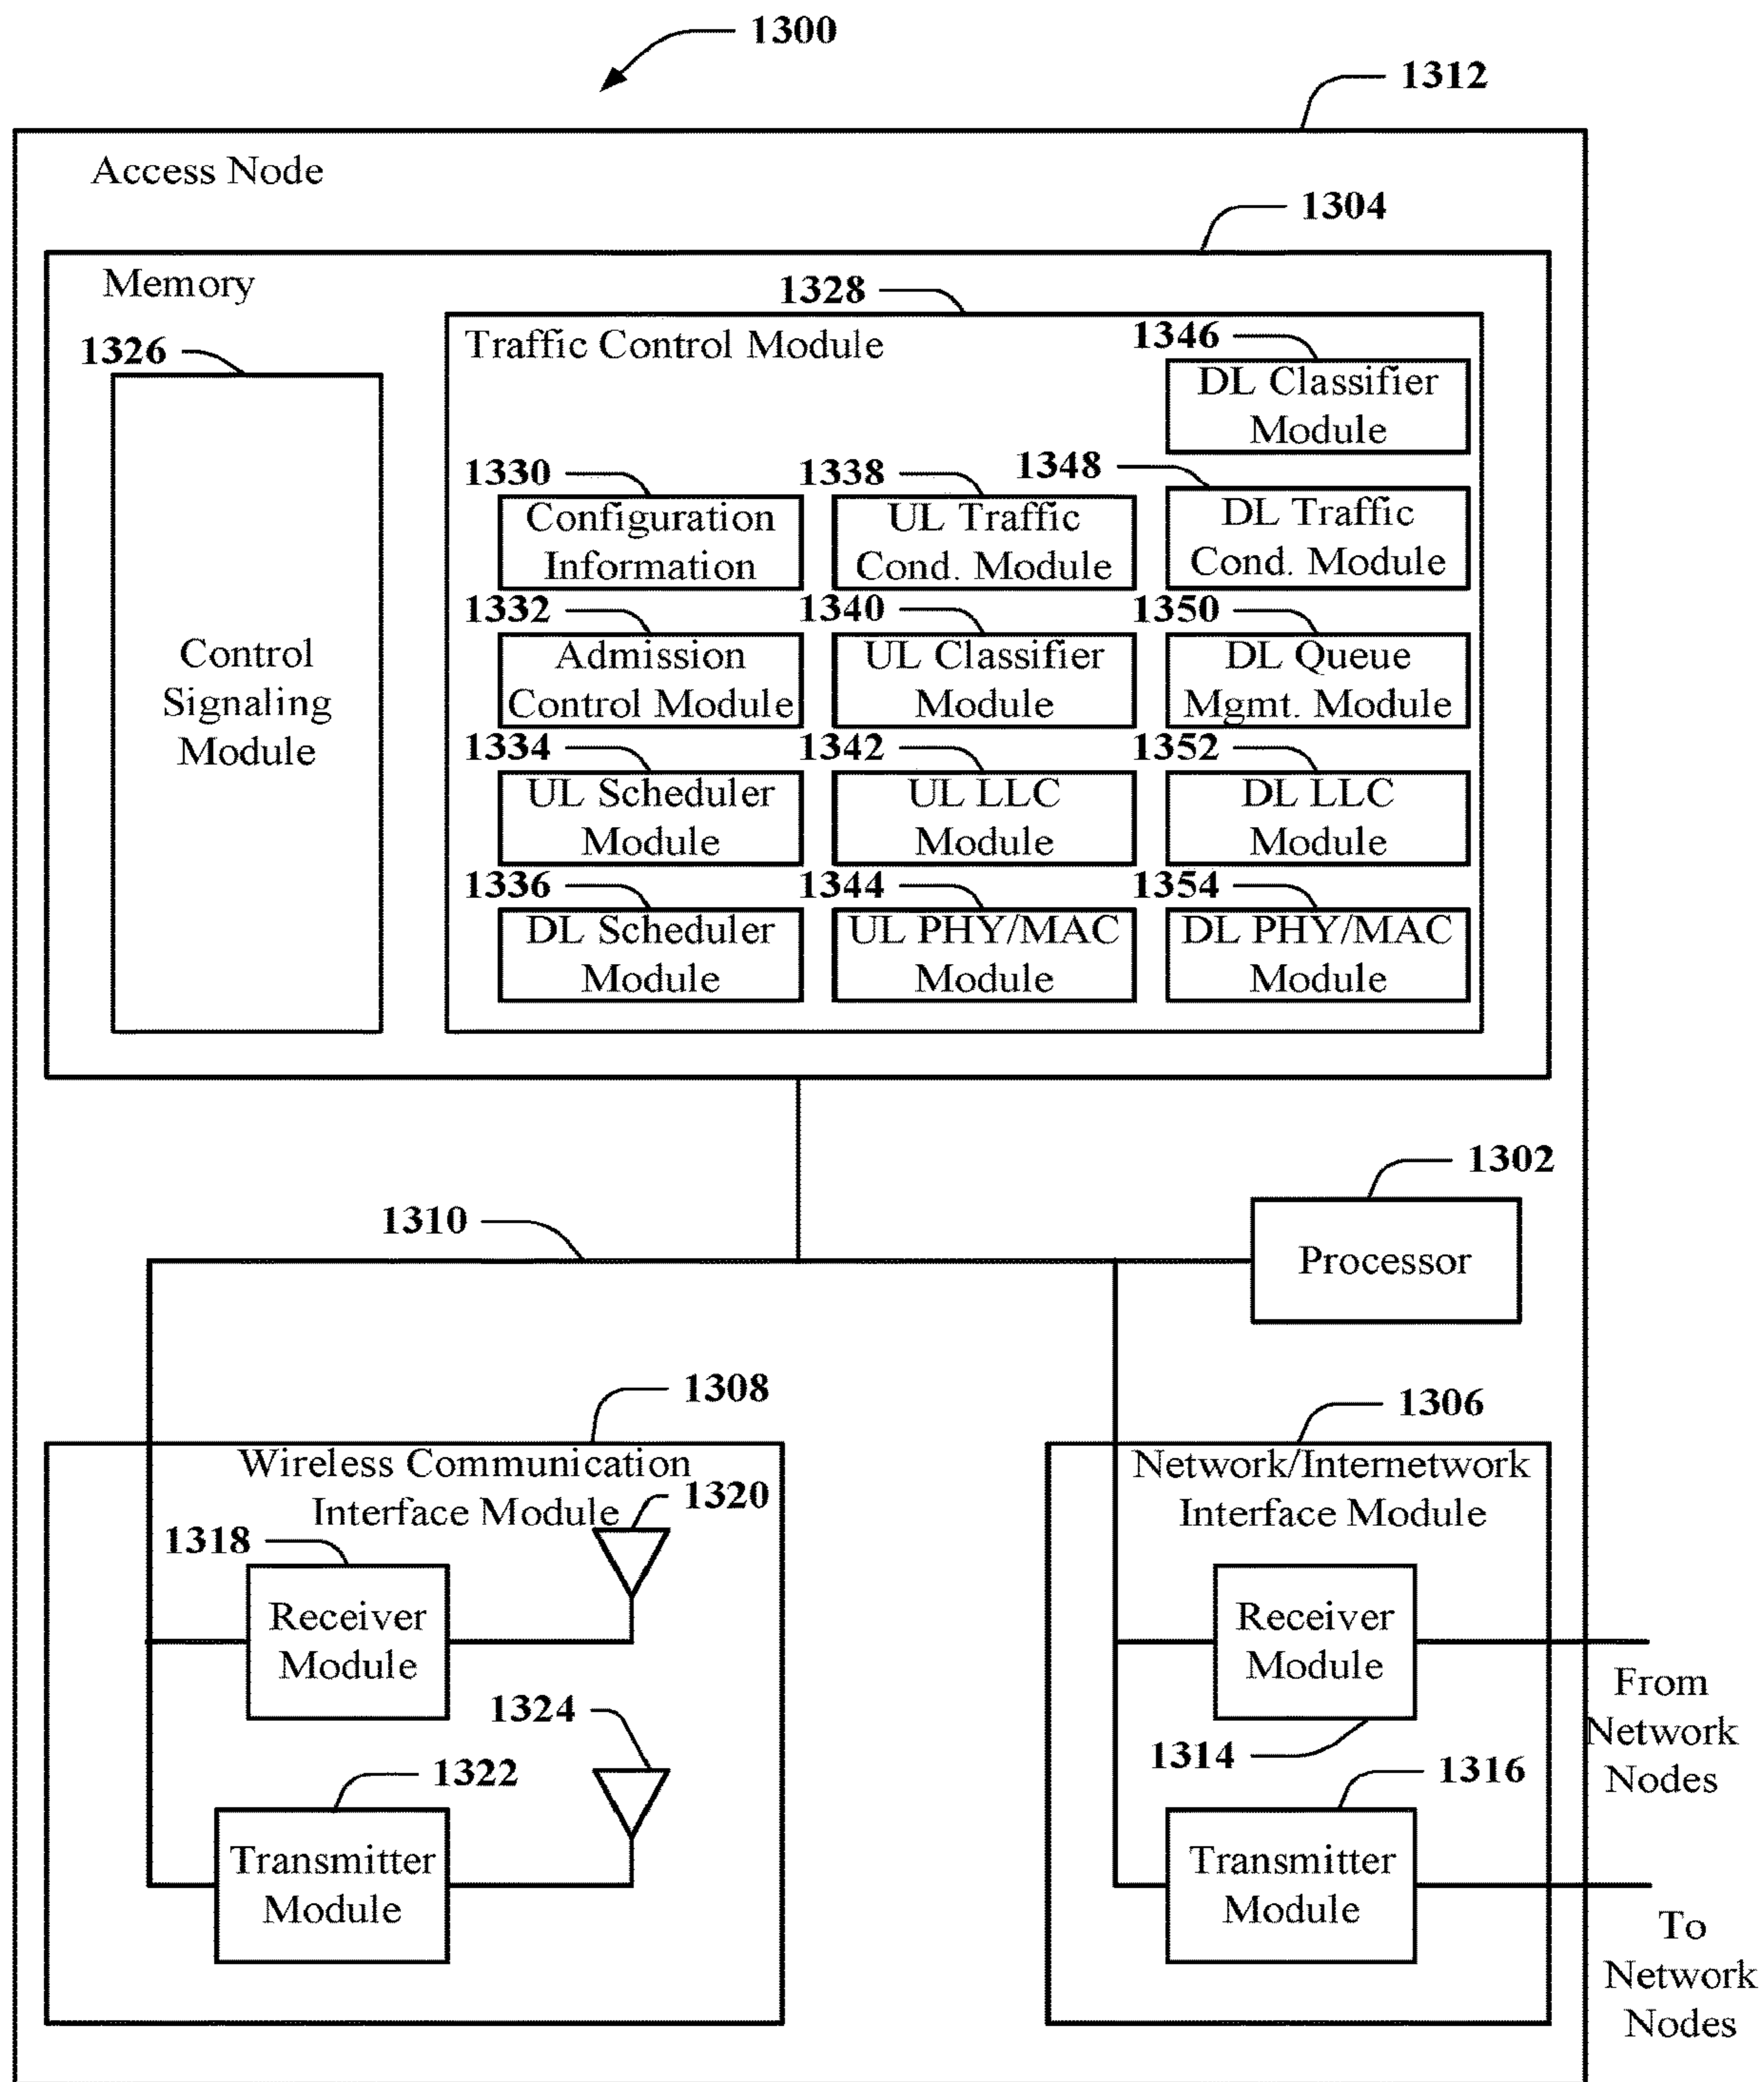 1300
1312
Access Node
1304
Memory
1328
1326
Traffic Control Module
1346
DL Classifier
Module
1330
1338
1348
Configuration
Information
UL Traffic
Cond. Module
DL Traffic
Cond. Module
1332
1340
1350
Admission
Control Module
UL Classifier
Module
DL Queue
Mgmt. Module
Control
Signaling
Module
1334
1342
1352
UL Scheduler
Module
UL LLC
Module
DL LLC
Module
1336
1344
1354
DL Scheduler
Module
UL PHY/MAC
Module
DL PHY/MAC
Module
1302
1310
Processor
1308
1306
Wireless Communication
Interface Module
1320
Network/Internetwork
Interface Module
1318
Receiver
Module
Receiver
Module
From
Network
Nodes
1324
1314
1322
1316
Transmitter
Module
Transmitter
Module
To
Network
Nodes